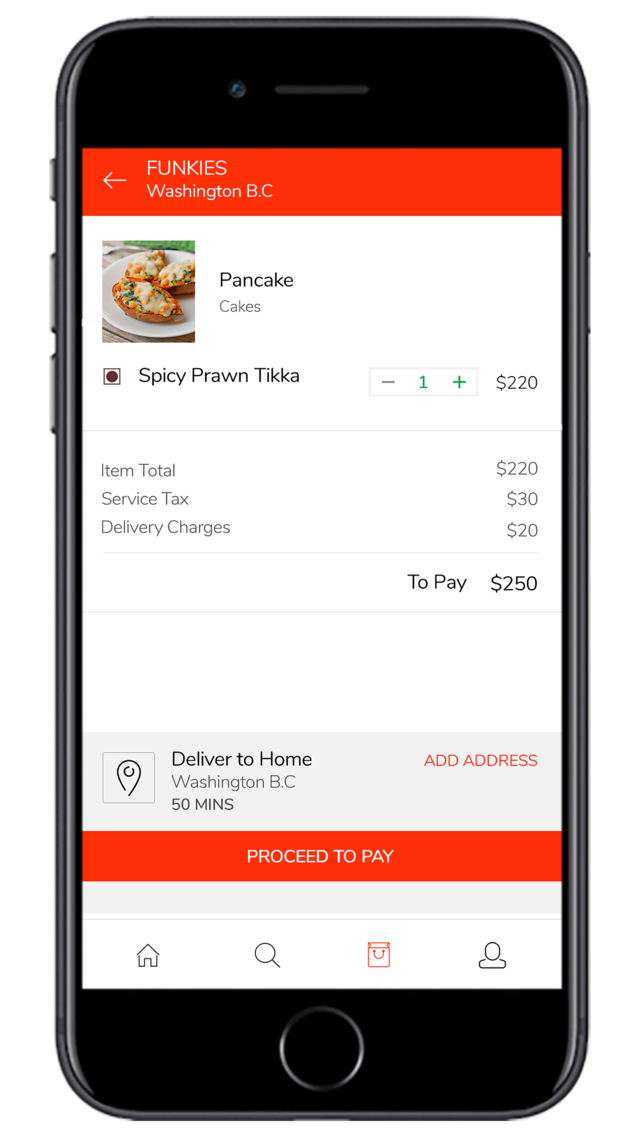 FUNKIES
Washington B.C
Pancake
Cakes
Spicy Prawn Tikka − 1 + $220
Item Total $220
Service Tax $30
Delivery Charges $20
To Pay $250
Deliver to Home ADD ADDRESS
Washington B.C
50 MINS
PROCEED TO PAY